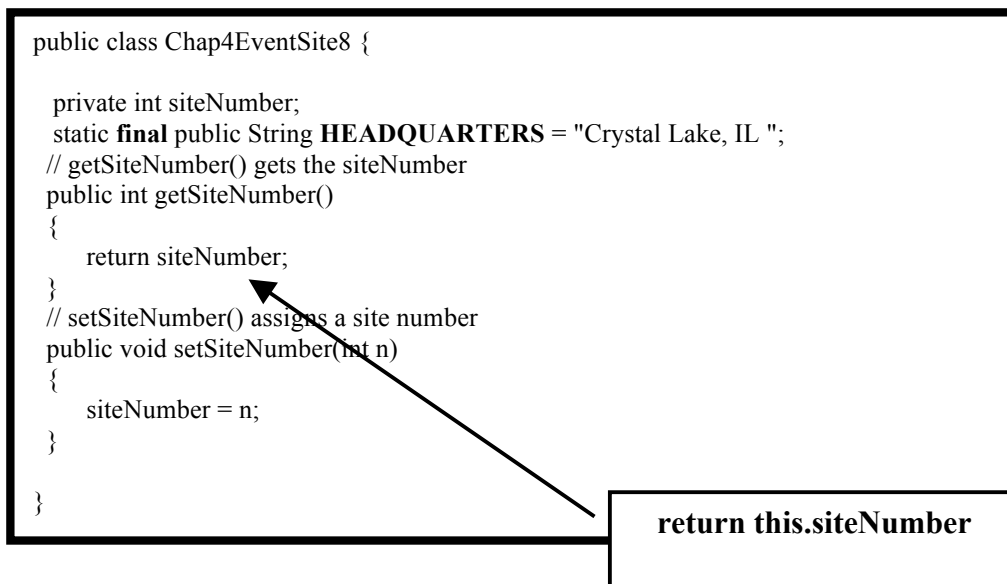 public class Chap4EventSite8 {
private int siteNumber;
static final public String HEADQUARTERS = "Crystal Lake, IL ";
// getSiteNumber() gets the siteNumber
public int getSiteNumber()
{
return siteNumber;
}
// setSiteNumber() assigns a site number
public void setSiteNumber(int n)
{
siteNumber = n;
}
}
return this.siteNumber